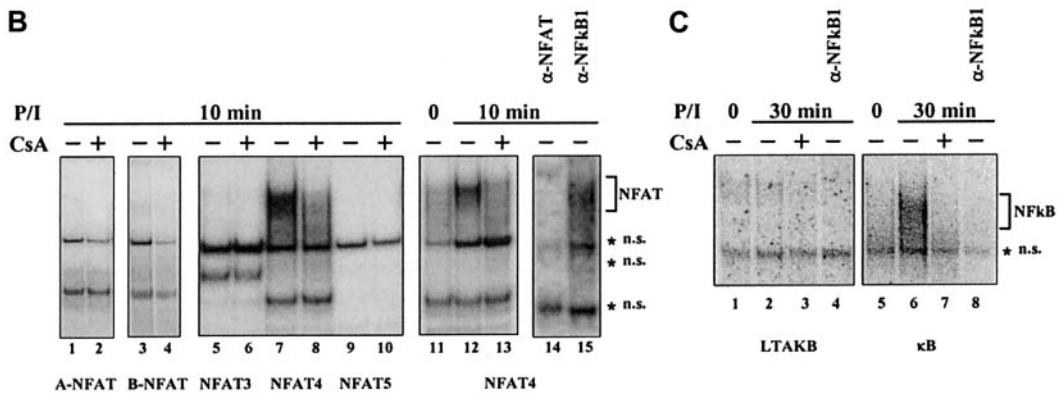 B
α-NFAT
α-NFkB1
P/I 10 min 0 10 min
CsA − + − + − + − + − + − − + − −
NFAT
* n.s.
* n.s.
* n.s.
1 2 3 4 5 6 7 8 9 10 11 12 13 14 15
A-NFAT B-NFAT NFAT3 NFAT4 NFAT5 NFAT4
C
α-NFkB1
α-NFkB1
P/I 0 30 min 0 30 min
CsA − − + − − − + −
NFkB
* n.s.
1 2 3 4 5 6 7 8
LTAKB κB